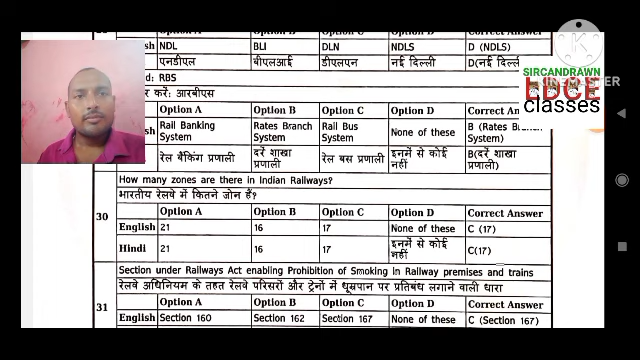 Option D
Correct Answer
NDL BLI DLN NDLS D (NDLS)
एनडीएल बीएलआई डीएलएन नई दिल्ली
: RBS
र करें: आरबीएस
Option A Option B Option C Option D Correct
Rail Banking System Rates Branch System Rail Bus System None of these B (Rates Branch System)
रेल बैंकिंग प्रणाली दरें शाखा प्रणाली रेल बस प्रणाली इनमें से कोई नहीं B(दरें शाखा प्रणाली)
SIRCANDRAWN
EDCE
classes
How many zones are there in Indian Railways?
भारतीय रेलवे में कितने जोन हैं?
30
Option A Option B Option C Option D Correct Answer
English 21 16 17 None of these C (17)
Hindi 21 16 17 इनमें से कोई नहीं C(17)
Section under Railways Act enabling Prohibition of Smoking in Railway premises and trains
रेलवे अधिनियम के तहत रेलवे परिसरों और ट्रेनों में धूम्रपान पर प्रतिबंध लगाने वाली धारा
31
Option A Option B Option C Option D Correct Answer
English Section 160 Section 162 Section 167 None of these C (Section 167)